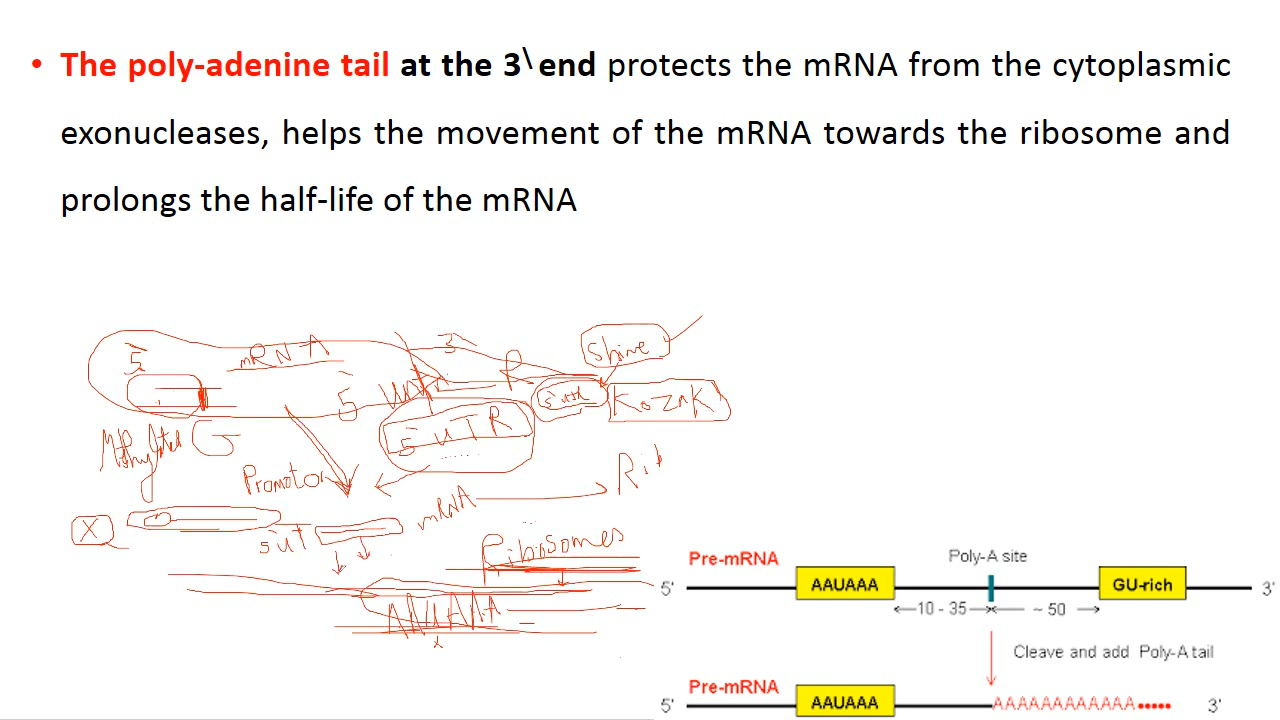 • The poly-adenine tail at the 3\ end protects the mRNA from the cytoplasmic
exonucleases, helps the movement of the mRNA towards the ribosome and
prolongs the half-life of the mRNA
Shine
5 mRNA 3
Kozak
5 UTR
G
Promotor
mRNA
X
Ribosomes
AAUAAA
Pre-mRNA
Poly-A site
5' AAUAAA GU-rich 3'
10 - 35 ~ 50
Cleave and add Poly-A tail
Pre-mRNA
5' AAUAAA AAAAAAAAAAAA••••• 3'